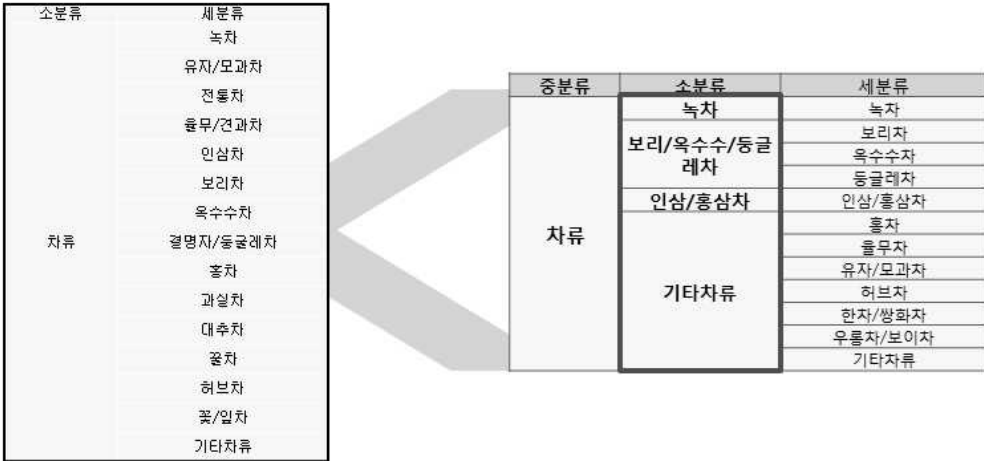 소분류 세분류
녹차
유자/모과차
전통차
율무/견과차
인삼차
보리차
옥수수차
차류 결명자/둥굴레차
홍차
과실차
대추차
꿀차
허브차
꽃/잎차
기타차류
중분류 소분류 세분류
녹차 녹차
보리/옥수수/둥글레차 보리차
옥수수차
둥글레차
인삼/홍삼차 인삼/홍삼차
차류 기타차류 홍차
율무차
유자/모과차
허브차
한차/쌍화차
우롱차/보이차
기타차류